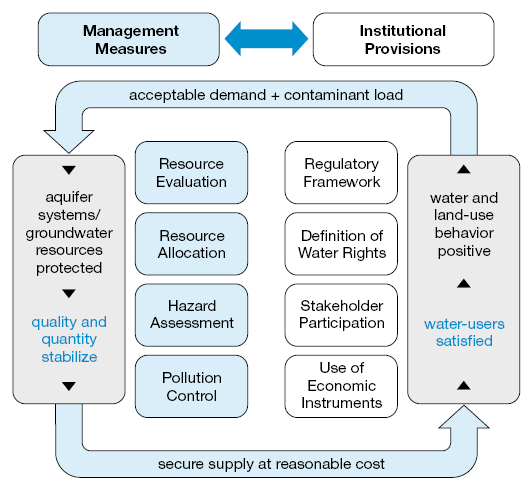 Management
Measures
Institutional
Provisions
acceptable demand + contaminant load
aquifer
systems/
groundwater
resources
protected
quality and
quantity
stabilize
Resource
Evaluation
Resource
Allocation
Hazard
Assessment
Pollution
Control
Regulatory
Framework
Definition of
Water Rights
Stakeholder
Participation
Use of
Economic
Instruments
water and
land-use
behavior
positive
water-users
satisfied
secure supply at reasonable cost